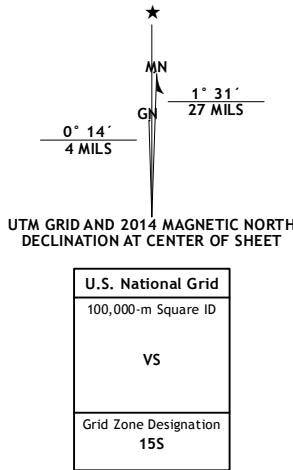 ★
MN
1° 31´
27 MILS
GN
0° 14´
4 MILS
UTM GRID AND 2014 MAGNETIC NORTH
DECLINATION AT CENTER OF SHEET
U.S. National Grid
100,000-m Square ID
VS
Grid Zone Designation
15S